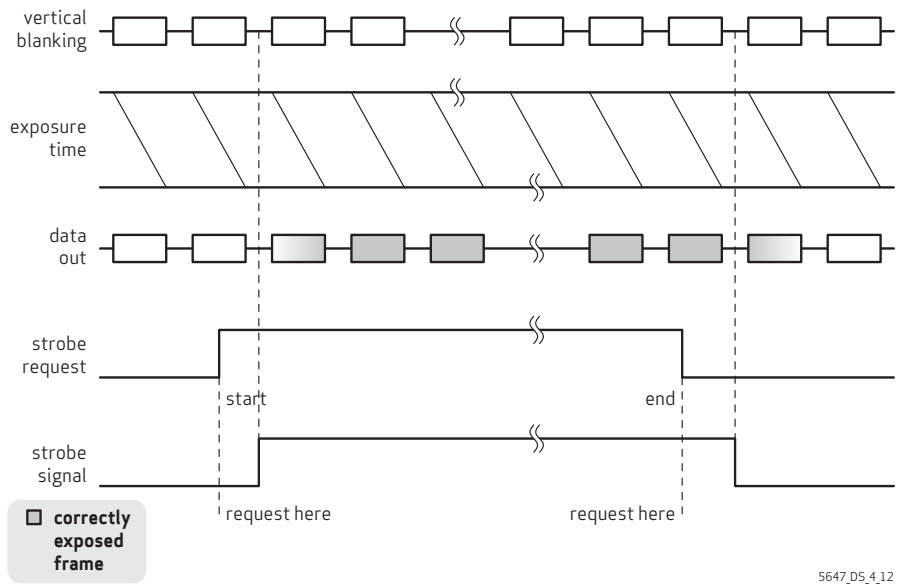 vertical
blanking
exposure
time
data
out
strobe
request
start
end
strobe
signal
request here
request here
correctly
exposed
frame
5647_DS_4_12